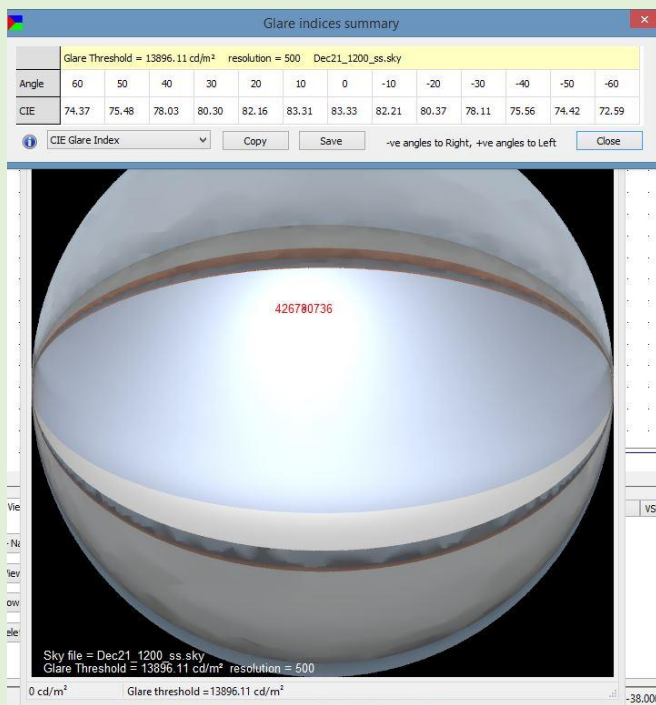 Glare indices summary
Glare Threshold = 13896.11 cd/m² resolution = 500 Dec21_1200_ss.sky
Angle 60 50 40 30 20 10 0 -10 -20 -30 -40 -50 -60
CIE 74.37 75.48 78.03 80.30 82.16 83.31 83.33 82.21 80.37 78.11 75.56 74.42 72.59
CIE Glare Index Copy Save -ve angles to Right, +ve angles to Left Close
426780736
VS
Sky file = Dec21_1200_ss.sky
Glare Threshold = 13896.11 cd/m² resolution = 500
0 cd/m² Glare threshold =13896.11 cd/m²